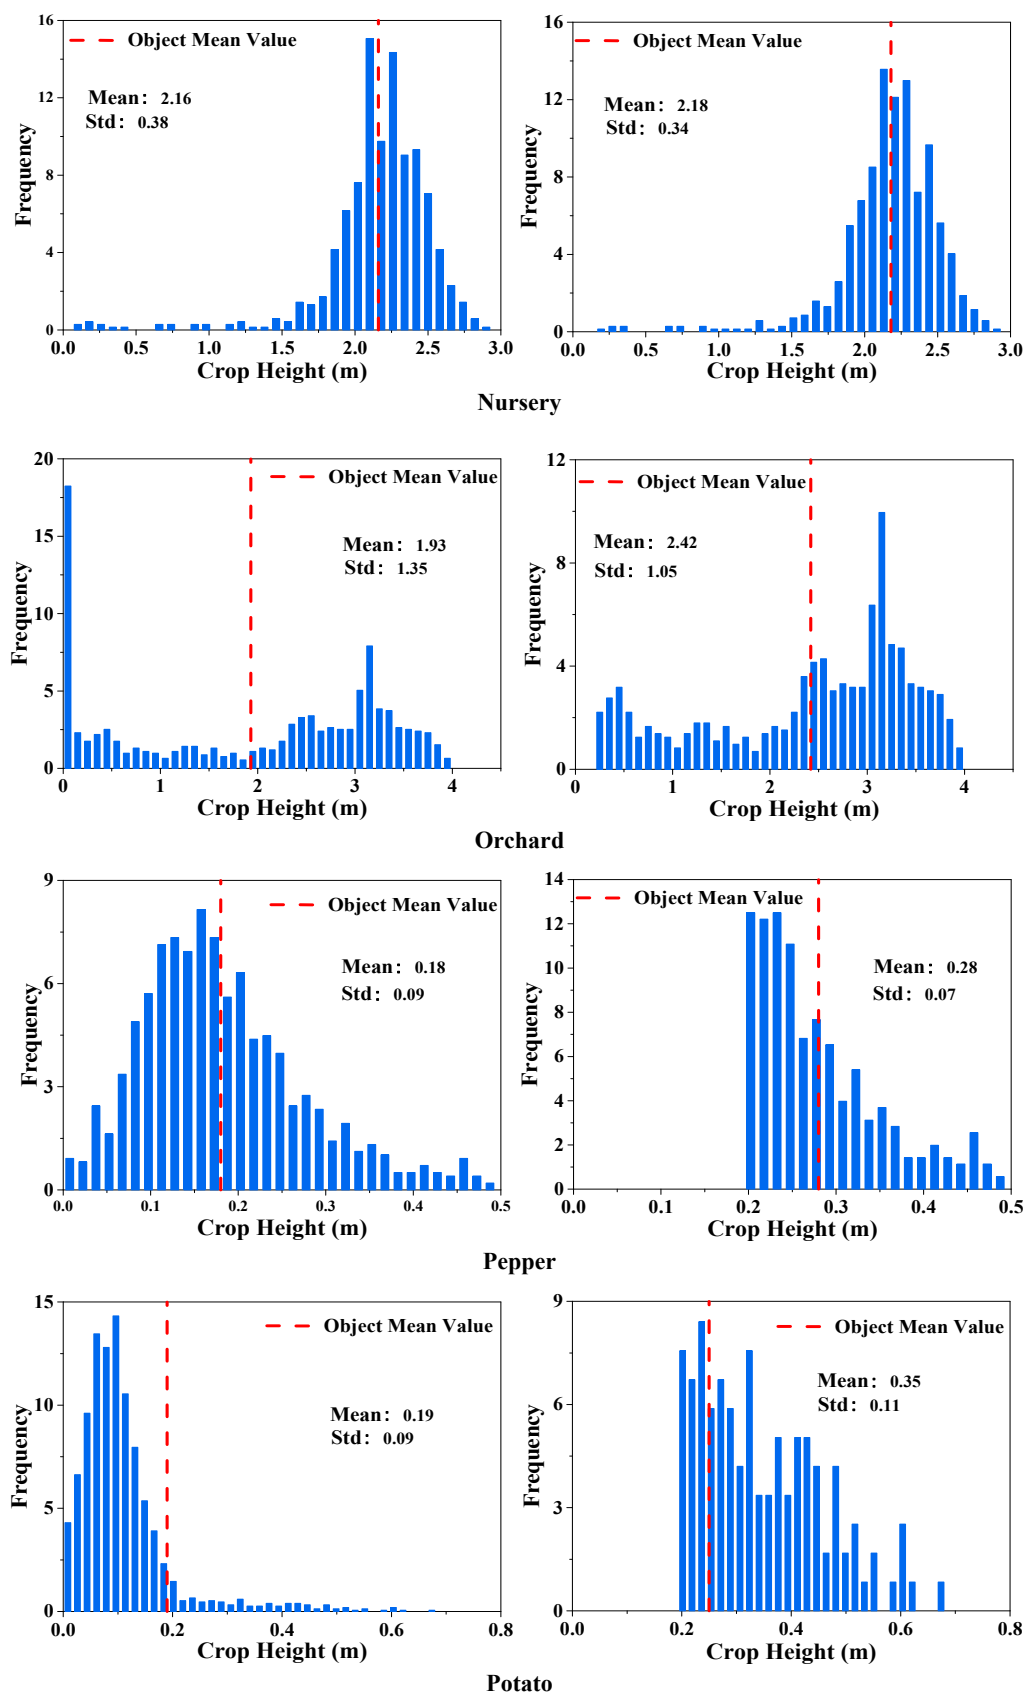 Object Mean Value
Mean: 2.16
Std: 0.38
Frequency
16
12
8
4
0
0.0 0.5 1.0 1.5 2.0 2.5 3.0
Crop Height (m)
Object Mean Value
Mean: 2.18
Std: 0.34
Frequency
16
12
8
4
0
0.0 0.5 1.0 1.5 2.0 2.5 3.0
Crop Height (m)
Nursery
Object Mean Value
Mean: 1.93
Std: 1.35
Frequency
20
15
10
5
0
0 1 2 3 4
Crop Height (m)
Object Mean Value
Mean: 2.42
Std: 1.05
Frequency
12
8
4
0
0 1 2 3 4
Crop Height (m)
Orchard
Object Mean Value
Mean: 0.18
Std: 0.09
Frequency
9
6
3
0
0.0 0.1 0.2 0.3 0.4 0.5
Crop Height (m)
Object Mean Value
Mean: 0.28
Std: 0.07
Frequency
14
12
10
8
6
4
2
0
0.0 0.1 0.2 0.3 0.4 0.5
Crop Height (m)
Pepper
Object Mean Value
Mean: 0.19
Std: 0.09
Frequency
15
10
5
0
0.0 0.2 0.4 0.6 0.8
Crop Height (m)
Object Mean Value
Mean: 0.35
Std: 0.11
Frequency
9
6
3
0
0.0 0.2 0.4 0.6 0.8
Crop Height (m)
Potato